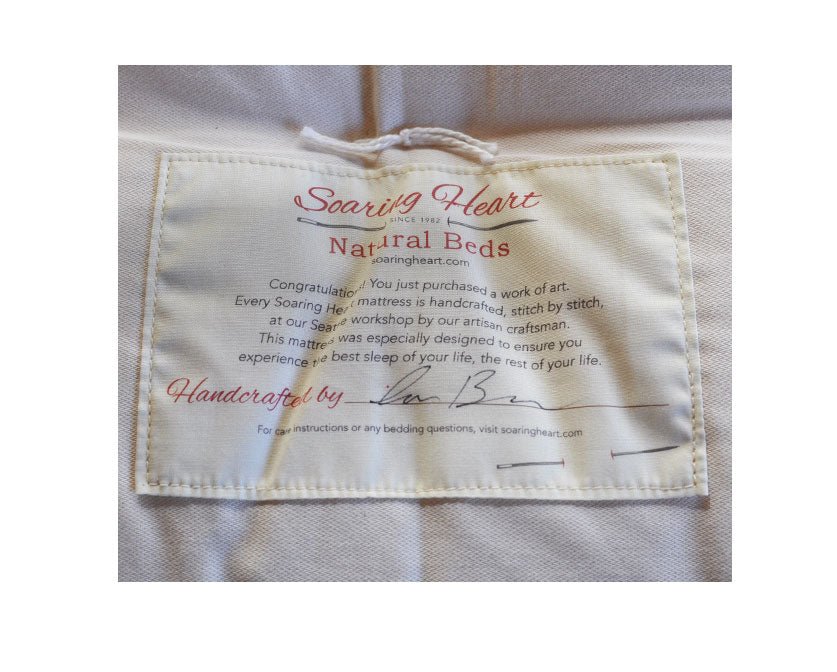 Soaring Heart
SINCE 1982
Natural Beds
soaringheart.com
Congratulations! You just purchased a work of art.
Every Soaring Heart mattress is handcrafted, stitch by stitch,
at our Seattle workshop by our artisan craftsman.
This mattress was especially designed to ensure you
experience the best sleep of your life, the rest of your life.
Handcrafted by
For care instructions or any bedding questions, visit soaringheart.com